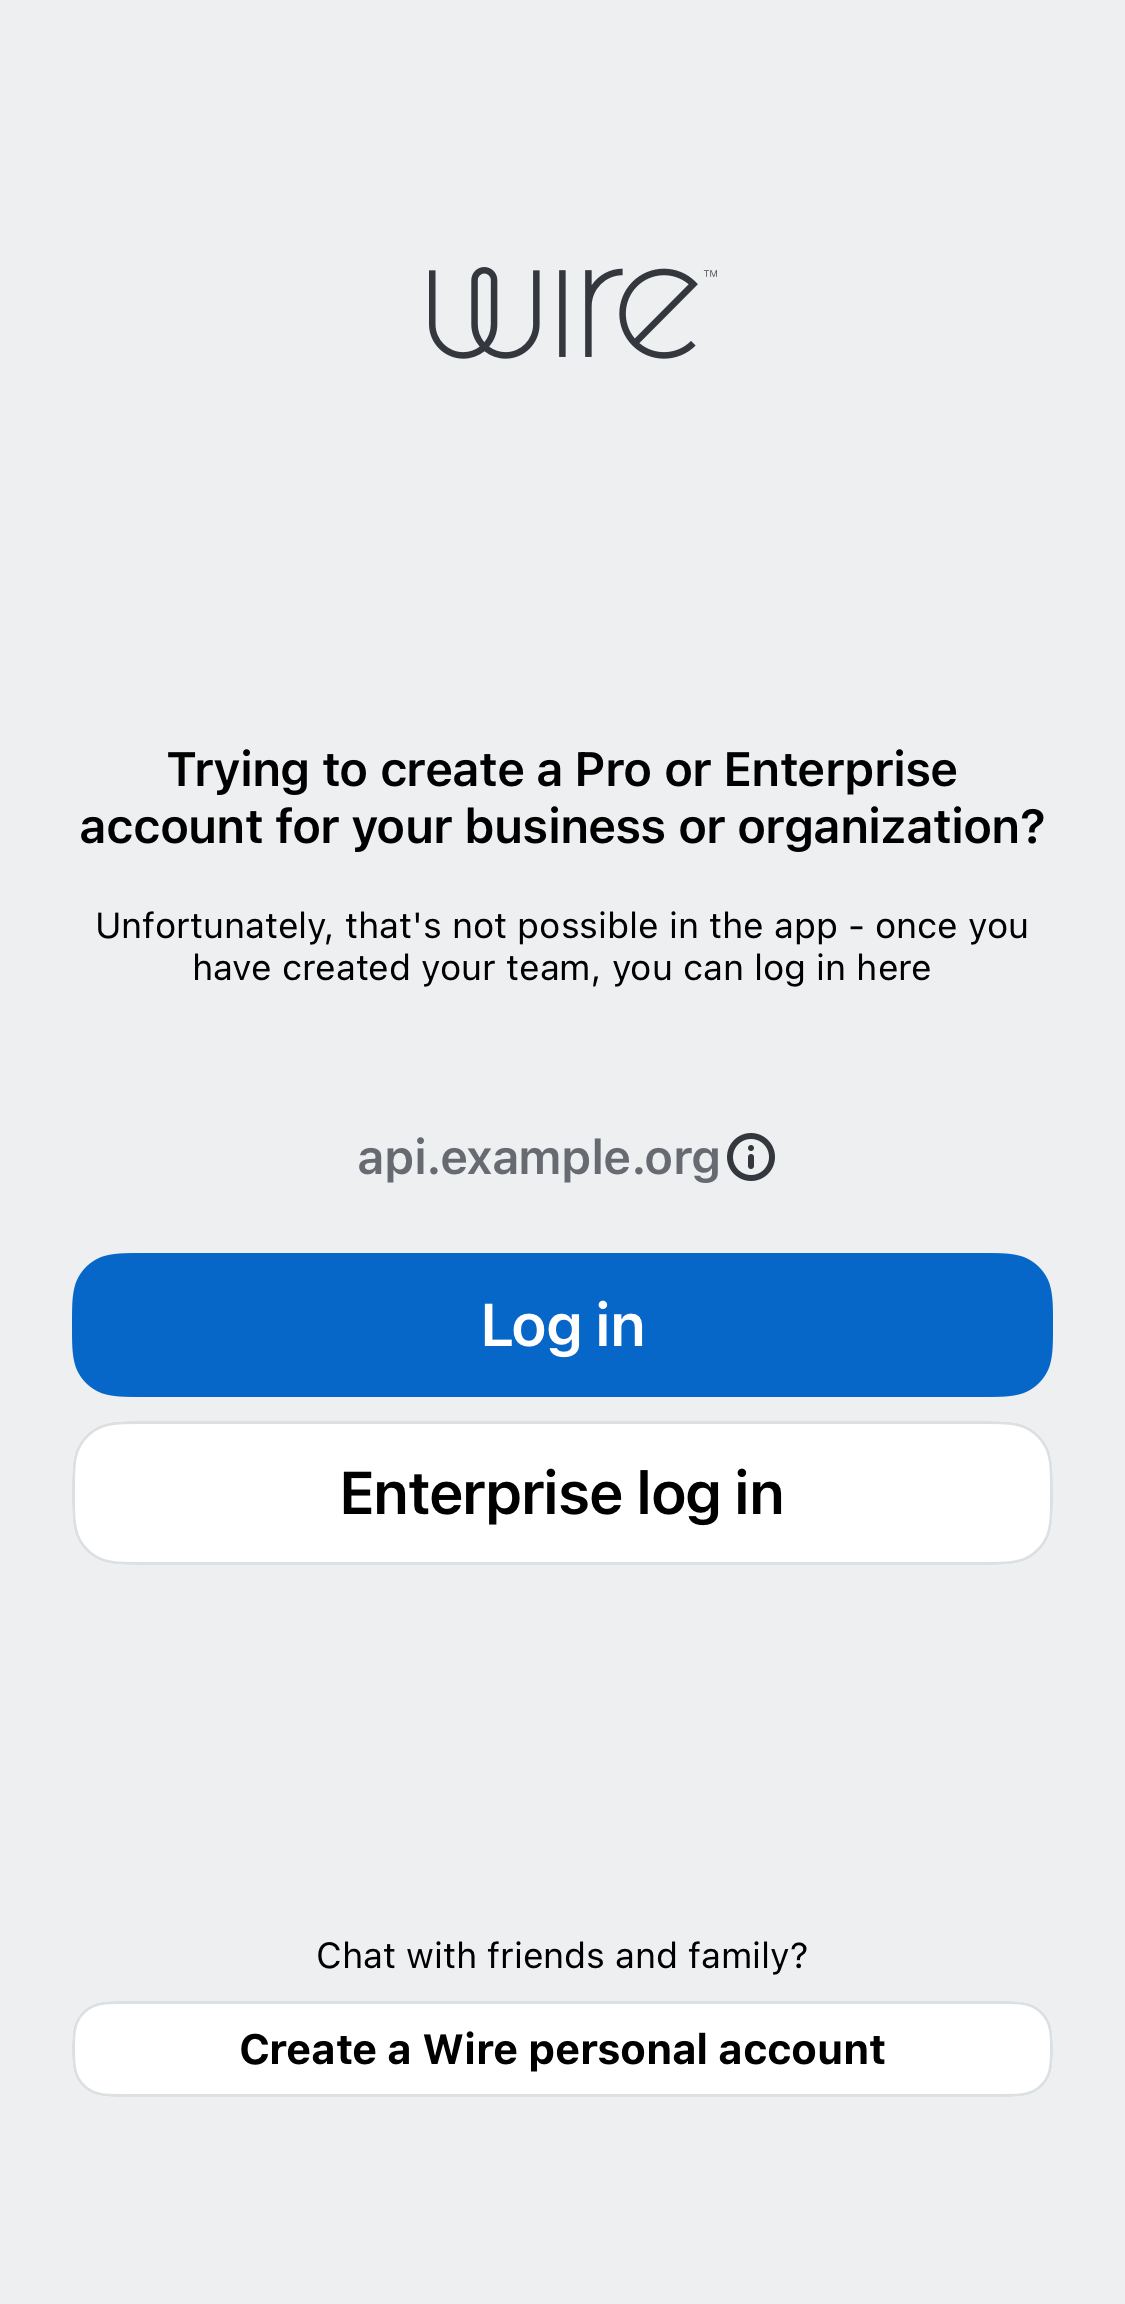 wire™
Trying to create a Pro or Enterprise
account for your business or organization?
Unfortunately, that's not possible in the app - once you
have created your team, you can log in here
api.example.org
Log in
Enterprise log in
Chat with friends and family?
Create a Wire personal account